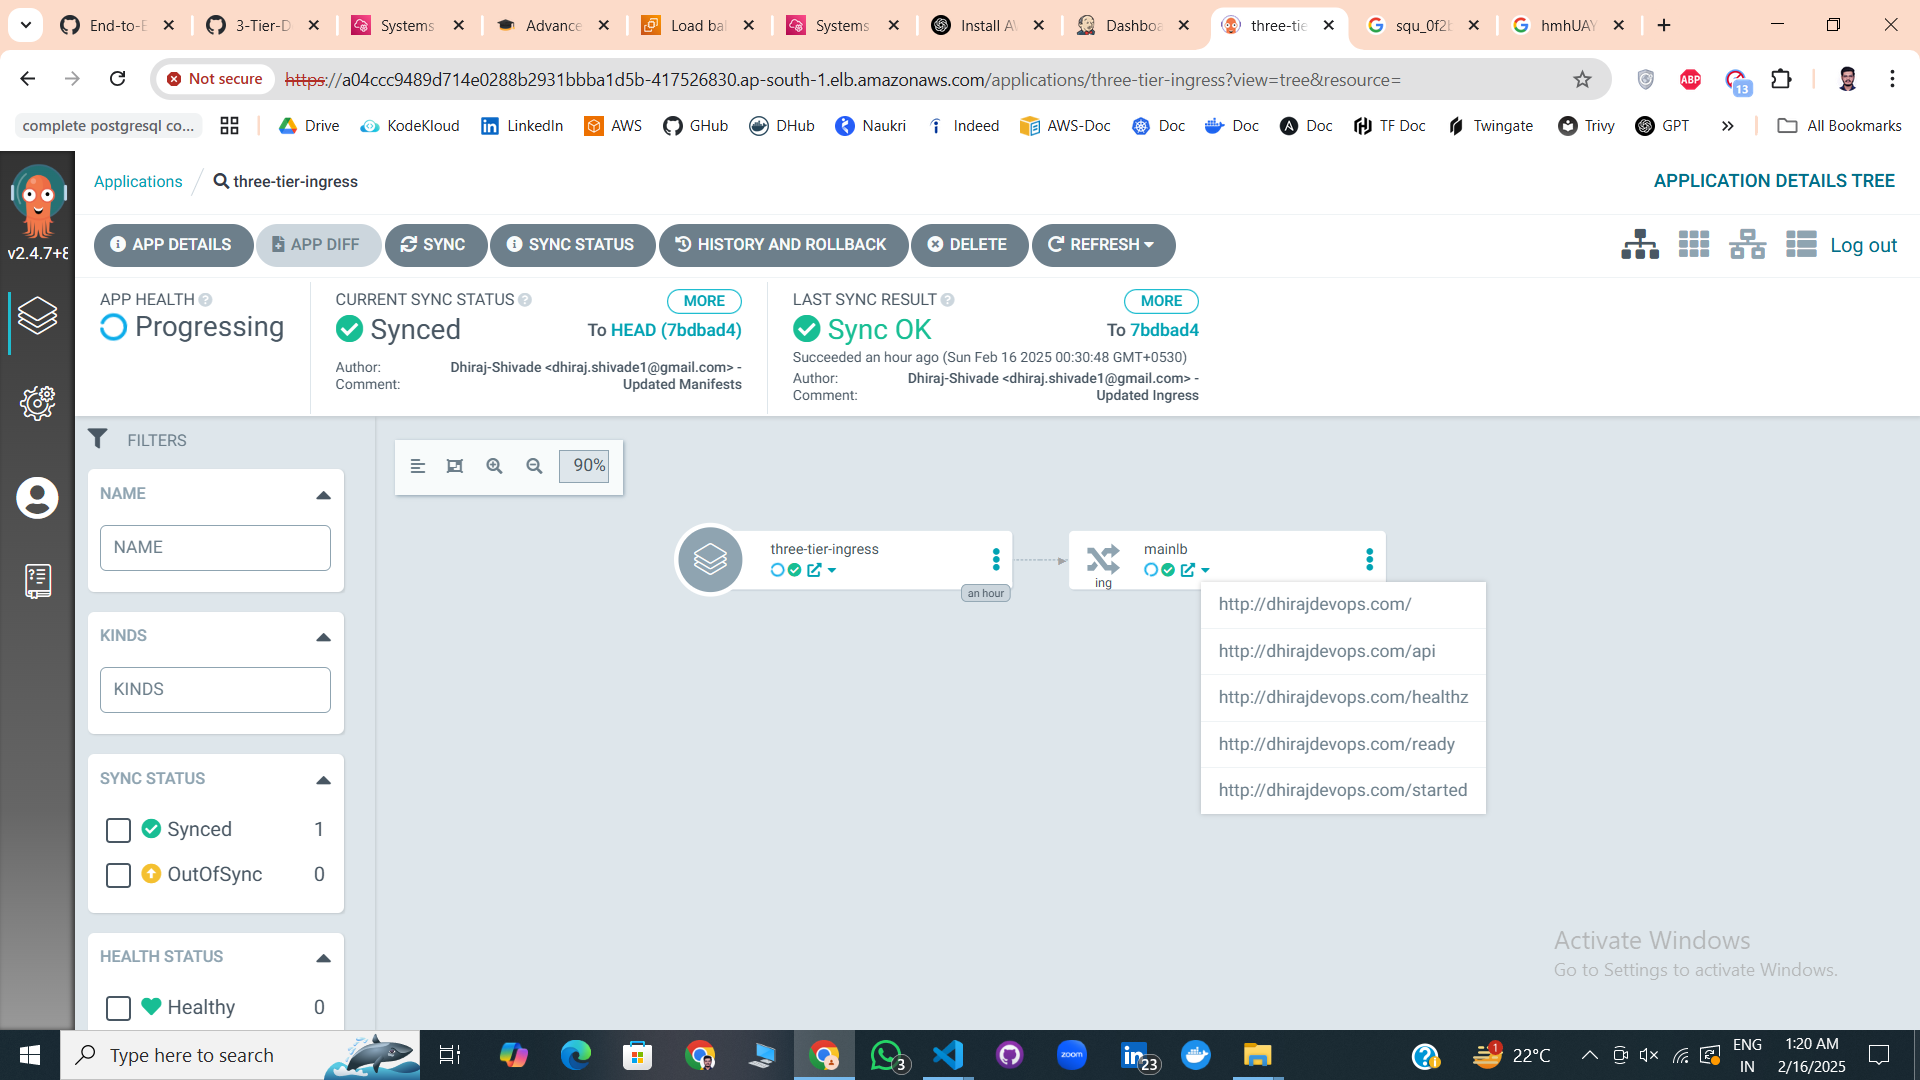 End-to-E
3-Tier-D
Systems
Advance
Load bal
Systems
Install AW
Dashboa
three-tie
squ_0f2b
hmhUAY
Not secure
https://a04ccc9489d714e0288b2931bbba1d5b-417526830.ap-south-1.elb.amazonaws.com/applications/three-tier-ingress?view=tree&resource=
ABP
13
complete postgresql co...
Drive
KodeKloud
LinkedIn
AWS
GHub
DHub
Naukri
Indeed
AWS-Doc
Doc
Doc
Doc
TF Doc
Twingate
Trivy
GPT
All Bookmarks
v2.4.7+8
Applications
three-tier-ingress
APPLICATION DETAILS TREE
APP DETAILS
APP DIFF
SYNC
SYNC STATUS
HISTORY AND ROLLBACK
DELETE
REFRESH
Log out
APP HEALTH
Progressing
CURRENT SYNC STATUS
MORE
Synced
To HEAD (7bdbad4)
Author:
Dhiraj-Shivade <dhiraj.shivade1@gmail.com> -
Comment:
Updated Manifests
LAST SYNC RESULT
MORE
Sync OK
To 7bdbad4
Succeeded an hour ago (Sun Feb 16 2025 00:30:48 GMT+0530)
Author:
Dhiraj-Shivade <dhiraj.shivade1@gmail.com> -
Comment:
Updated Ingress
FILTERS
NAME
NAME
KINDS
KINDS
SYNC STATUS
Synced 1
OutOfSync 0
HEALTH STATUS
Healthy 0
90%
three-tier-ingress
an hour
mainlb
ing
http://dhirajdevops.com/
http://dhirajdevops.com/api
http://dhirajdevops.com/healthz
http://dhirajdevops.com/ready
http://dhirajdevops.com/started
Activate Windows
Go to Settings to activate Windows.
Type here to search
3
zoom
23
1
22°C
ENG
IN
1:20 AM
2/16/2025